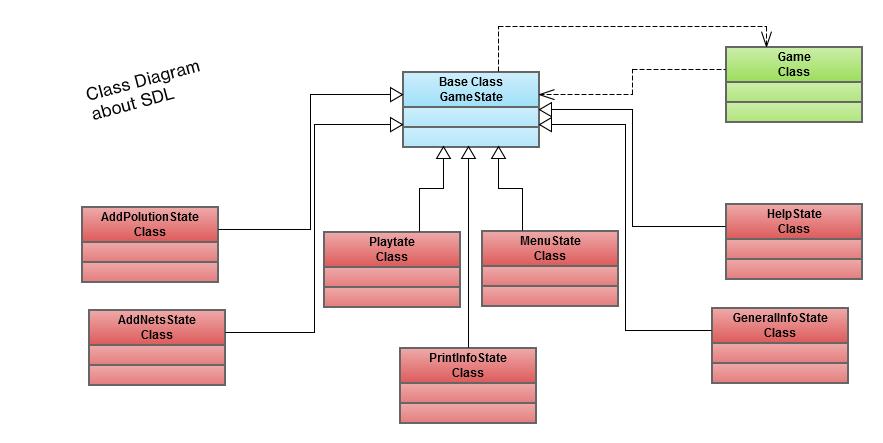 Class Diagram
about SDL
Base Class
GameState
Game
Class
AddPolutionState
Class
Playtate
Class
MenuState
Class
HelpState
Class
AddNetsState
Class
PrintInfoState
Class
GeneralInfoState
Class